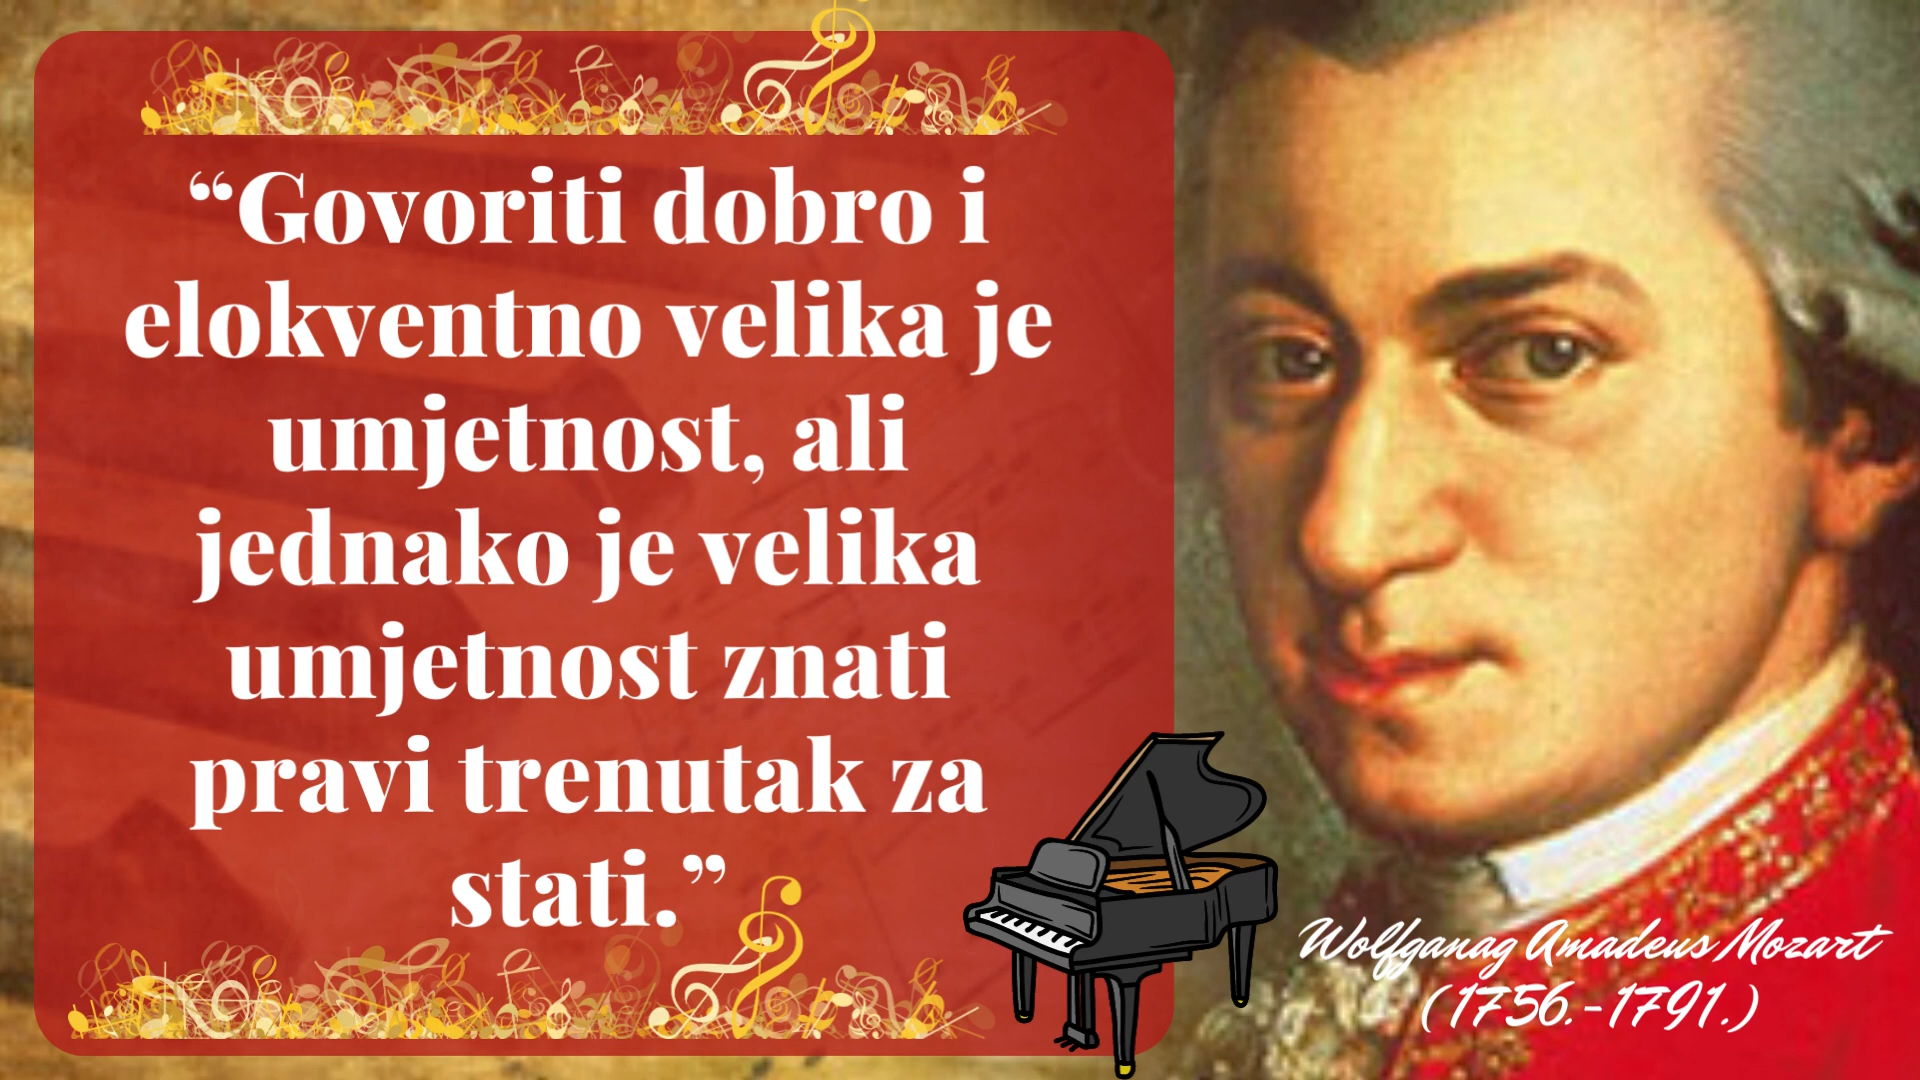 “Govoriti dobro i
elokventno velika je
umjetnost, ali
jednako je velika
umjetnost znati
pravi trenutak za
stati.”
Wolfganag Amadeus Mozart
(1756.-1791.)